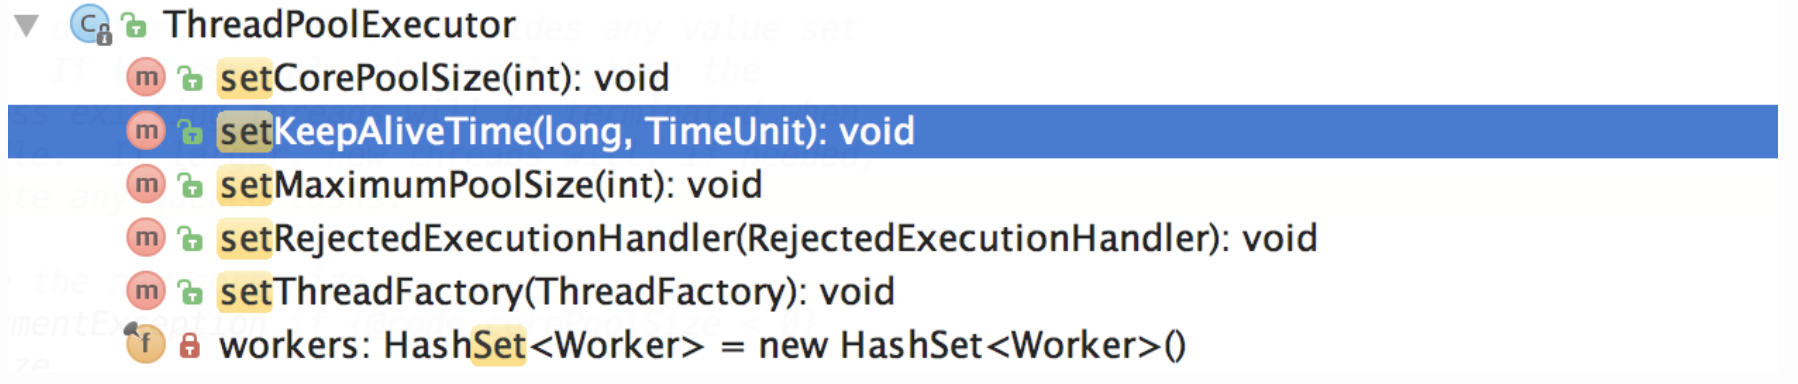 ThreadPoolExecutor
setCorePoolSize(int): void
setKeepAliveTime(long, TimeUnit): void
setMaximumPoolSize(int): void
setRejectedExecutionHandler(RejectedExecutionHandler): void
setThreadFactory(ThreadFactory): void
workers: HashSet<Worker> = new HashSet<Worker>()